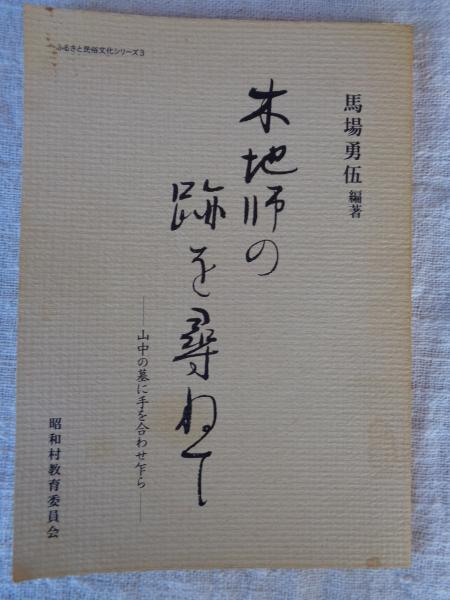 ふるさと民俗文化シリーズ3
馬場勇伍 編著
木地師の
跡を尋ねて
――山中の墓に手を合わせ乍ら――
昭和村教育委員会